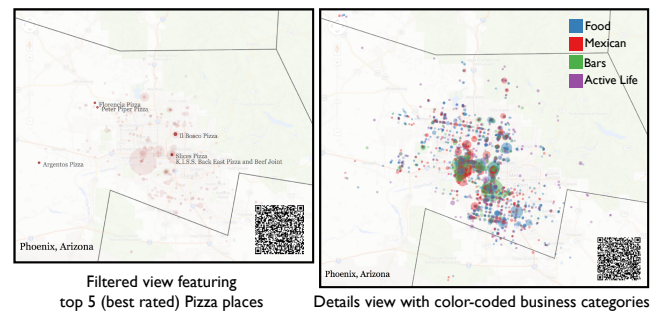 Florencia Pizza
Peter Piper Pizza
Il Bosco Pizza
Slices Pizza
K.I.S.S. Back East Pizza and Beef Joint
Argentos Pizza
Phoenix, Arizona
Filtered view featuring
top 5 (best rated) Pizza places
Food
Mexican
Bars
Active Life
Phoenix, Arizona
Details view with color-coded business categories